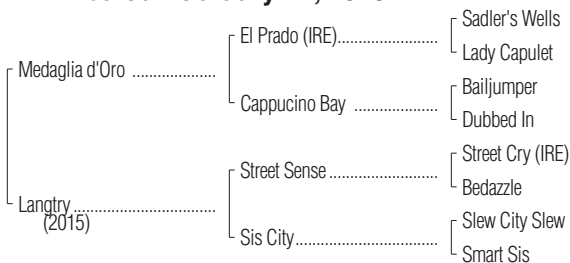 Sadler's Wells
El Prado (IRE)....................
Lady Capulet
Medaglia d'Oro .................
Bailjumper
Cappucino Bay .................
Dubbed In
Street Cry (IRE)
Street Sense ......................
Bedazzle
Langtry.............................
(2015)
Slew City Slew
Sis City.............................
Smart Sis